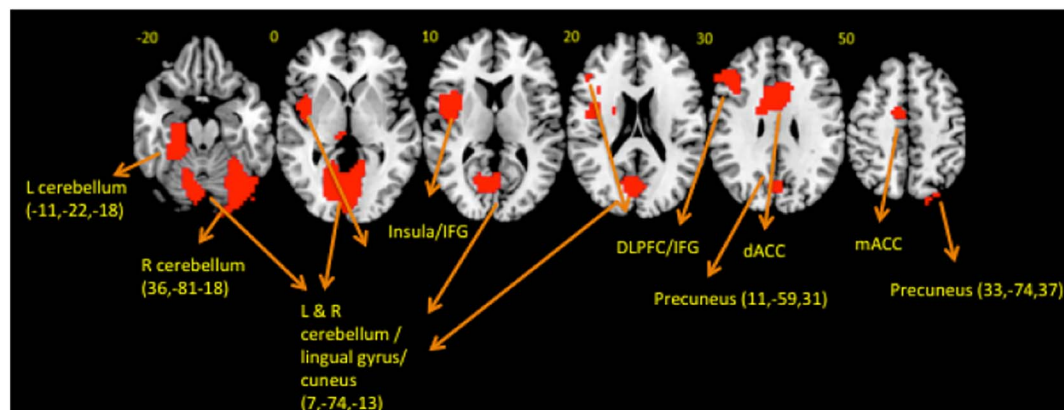 -20 0 10 20 30 50
L cerebellum
(-11,-22,-18)
R cerebellum
(36,-81-18)
L & R
cerebellum /
lingual gyrus/
cuneus
(7,-74,-13)
Insula/IFG
DLPFC/IFG
dACC
mACC
Precuneus (11,-59,31)
Precuneus (33,-74,37)